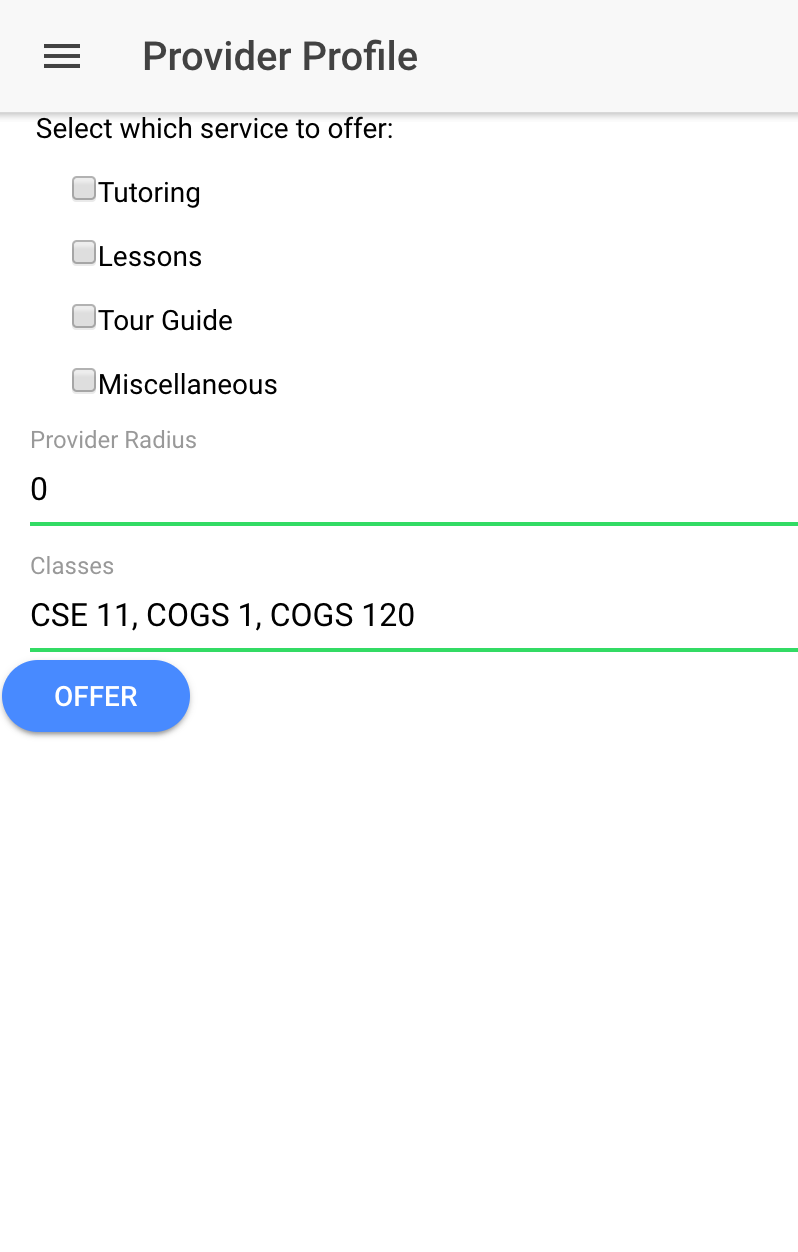 Provider Profile
Select which service to offer:
Tutoring
Lessons
Tour Guide
Miscellaneous
Provider Radius
0
Classes
CSE 11, COGS 1, COGS 120
OFFER